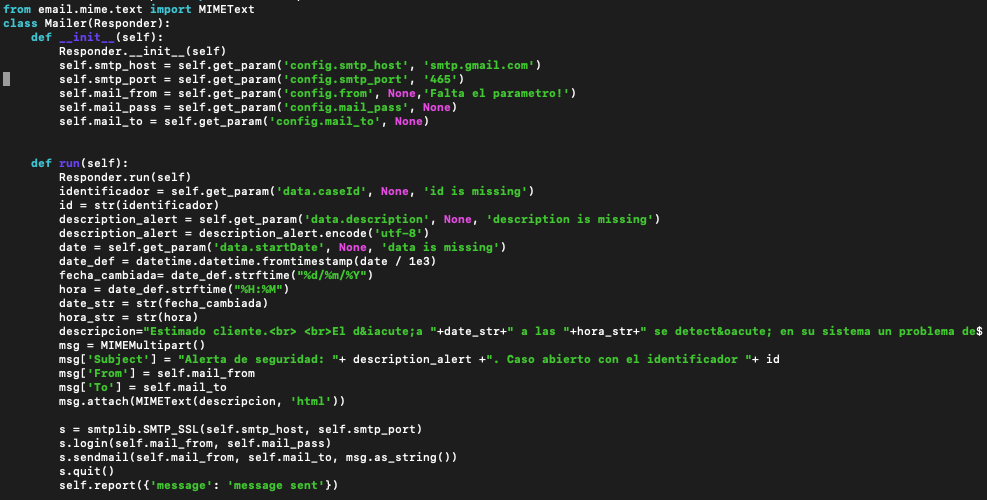 from email.mime.text import MIMEText
class Mailer(Responder):
    def __init__(self):
        Responder.__init__(self)
        self.smtp_host = self.get_param('config.smtp_host', 'smtp.gmail.com')
        self.smtp_port = self.get_param('config.smtp_port', '465')
        self.mail_from = self.get_param('config.from', None,'Falta el parametro!')
        self.mail_pass = self.get_param('config.mail_pass', None)
        self.mail_to = self.get_param('config.mail_to', None)
    def run(self):
        Responder.run(self)
        identificador = self.get_param('data.caseId', None, 'id is missing')
        id = str(identificador)
        description_alert = self.get_param('data.description', None, 'description is missing')
        description_alert = description_alert.encode('utf-8')
        date = self.get_param('data.startDate', None, 'data is missing')
        date_def = datetime.datetime.fromtimestamp(date / 1e3)
        fecha_cambiada= date_def.strftime("%d/%m/%Y")
        hora = date_def.strftime("%H:%M")
        date_str = str(fecha_cambiada)
        hora_str = str(hora)
        descripcion="Estimado cliente.<br> <br>El d&iacute;a "+date_str+" a las "+hora_str+" se detect&oacute; en su sistema un problema de$
        msg = MIMEMultipart()
        msg['Subject'] = "Alerta de seguridad: "+ description_alert +". Caso abierto con el identificador "+ id
        msg['From'] = self.mail_from
        msg['To'] = self.mail_to
        msg.attach(MIMEText(descripcion, 'html'))
        s = smtplib.SMTP_SSL(self.smtp_host, self.smtp_port)
        s.login(self.mail_from, self.mail_pass)
        s.sendmail(self.mail_from, self.mail_to, msg.as_string())
        s.quit()
        self.report({'message': 'message sent'})